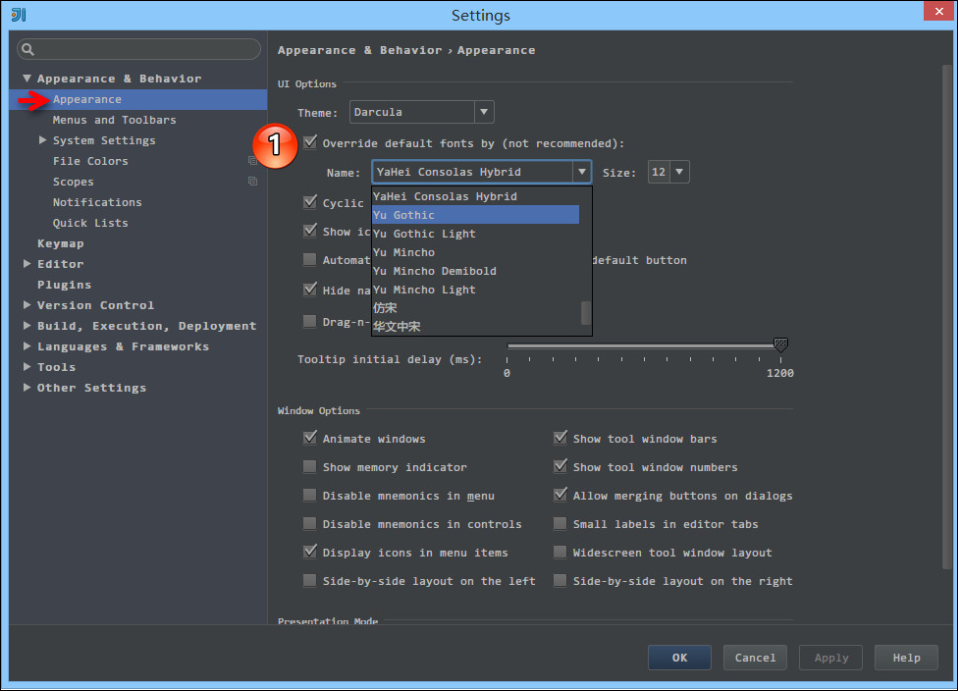 Settings
Appearance & Behavior › Appearance
Appearance & Behavior
Appearance
Menus and Toolbars
System Settings
File Colors
Scopes
Notifications
Quick Lists
Keymap
Editor
Plugins
Version Control
Build, Execution, Deployment
Languages & Frameworks
Tools
Other Settings
UI Options
Theme: Darcula
1
Override default fonts by (not recommended):
Name: YaHei Consolas Hybrid Size: 12
YaHei Consolas Hybrid
Yu Gothic
Yu Gothic Light
Yu Mincho
Yu Mincho Demibold
Yu Mincho Light
仿宋
华文中宋
Cyclic
Show ic
Automat default button
Hide na
Drag-n-
Tooltip initial delay (ms):
0 1200
Window Options
Animate windows Show tool window bars
Show memory indicator Show tool window numbers
Disable mnemonics in menu Allow merging buttons on dialogs
Disable mnemonics in controls Small labels in editor tabs
Display icons in menu items Widescreen tool window layout
Side-by-side layout on the left Side-by-side layout on the right
Presentation Mode
OK Cancel Apply Help